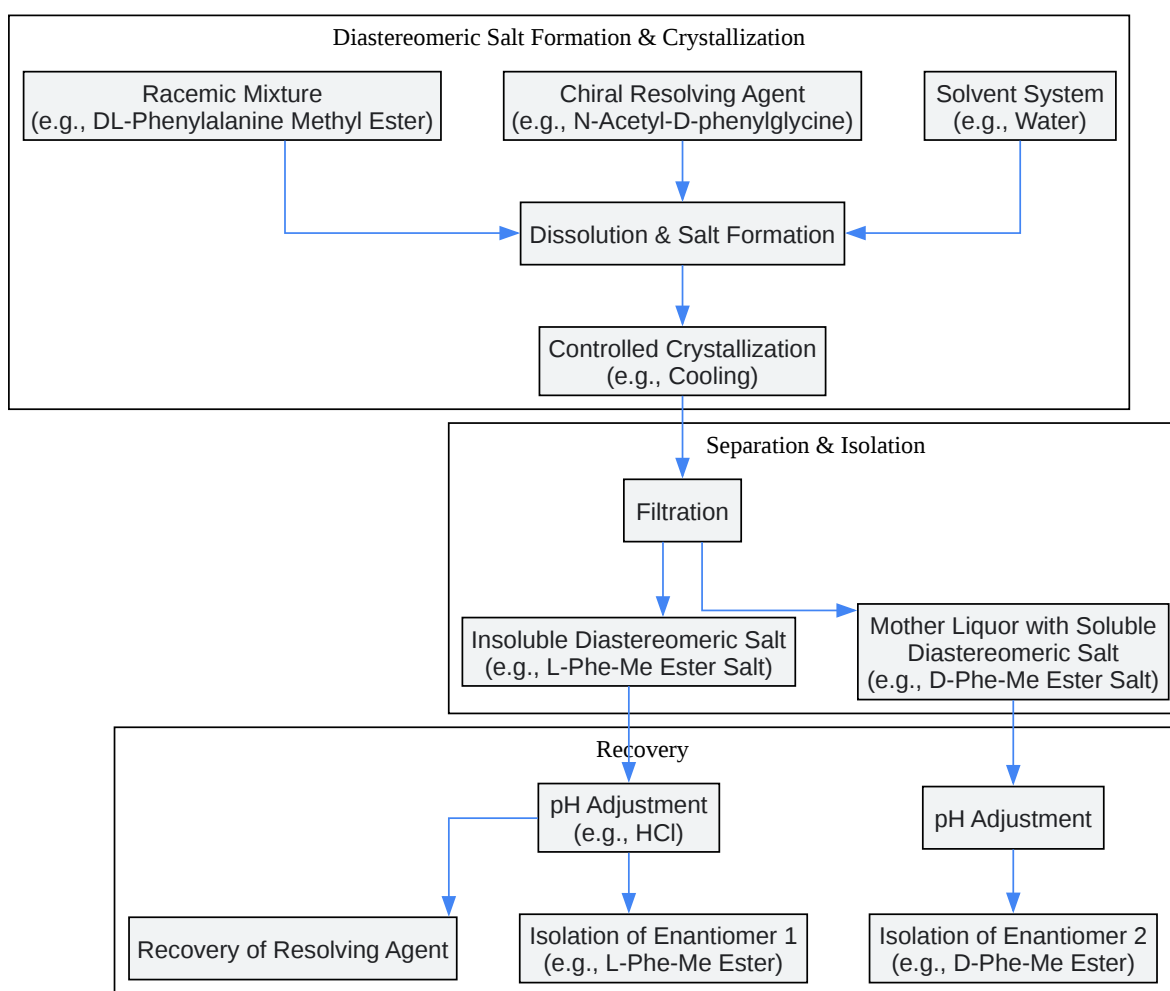 Diastereomeric Salt Formation & Crystallization
Racemic Mixture
(e.g., DL-Phenylalanine Methyl Ester)
Chiral Resolving Agent
(e.g., N-Acetyl-D-phenylglycine)
Solvent System
(e.g., Water)
Dissolution & Salt Formation
Controlled Crystallization
(e.g., Cooling)
Separation & Isolation
Filtration
Insoluble Diastereomeric Salt
(e.g., L-Phe-Me Ester Salt)
Mother Liquor with Soluble
Diastereomeric Salt
(e.g., D-Phe-Me Ester Salt)
Recovery
pH Adjustment
(e.g., HCl)
pH Adjustment
Recovery of Resolving Agent
Isolation of Enantiomer 1
(e.g., L-Phe-Me Ester)
Isolation of Enantiomer 2
(e.g., D-Phe-Me Ester)